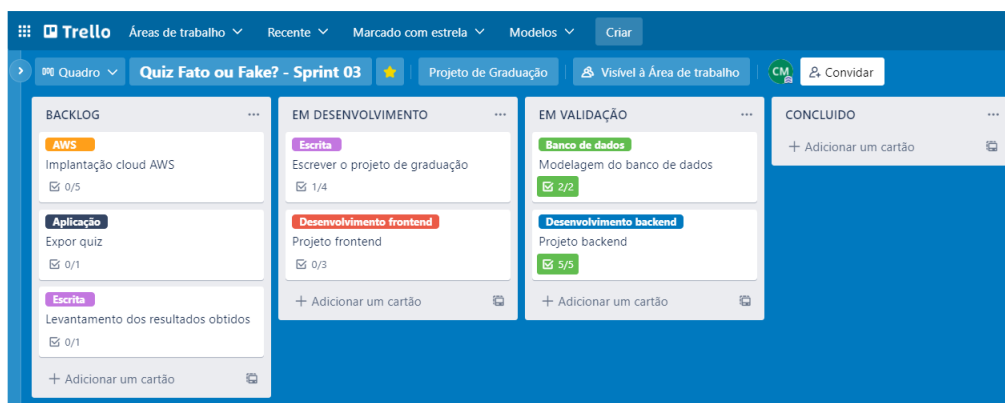 Trello Áreas de trabalho Recente Marcado com estrela Modelos Criar
Quadro Quiz Fato ou Fake? - Sprint 03 Projeto de Graduação Visível à Área de trabalho CM Convidar
BACKLOG
AWS
Implantação cloud AWS
0/5
Aplicação
Expor quiz
0/1
Escrita
Levantamento dos resultados obtidos
0/1
+ Adicionar um cartão
EM DESENVOLVIMENTO
Escrita
Escrever o projeto de graduação
1/4
Desenvolvimento frontend
Projeto frontend
0/3
+ Adicionar um cartão
EM VALIDAÇÃO
Banco de dados
Modelagem do banco de dados
2/2
Desenvolvimento backend
Projeto backend
5/5
+ Adicionar um cartão
CONCLUIDO
+ Adicionar um cartão